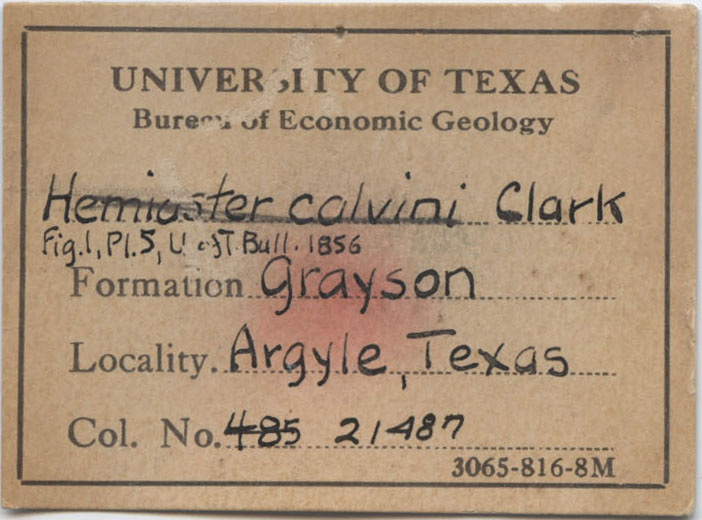 UNIVERSITY OF TEXAS
Bureau of Economic Geology
Hemiaster calvini Clark
Fig.1, Pl.5, U of T Bull. 1856
Formation Grayson
Locality. Argyle, Texas
Col. No. 485 21487
3065-816-8M